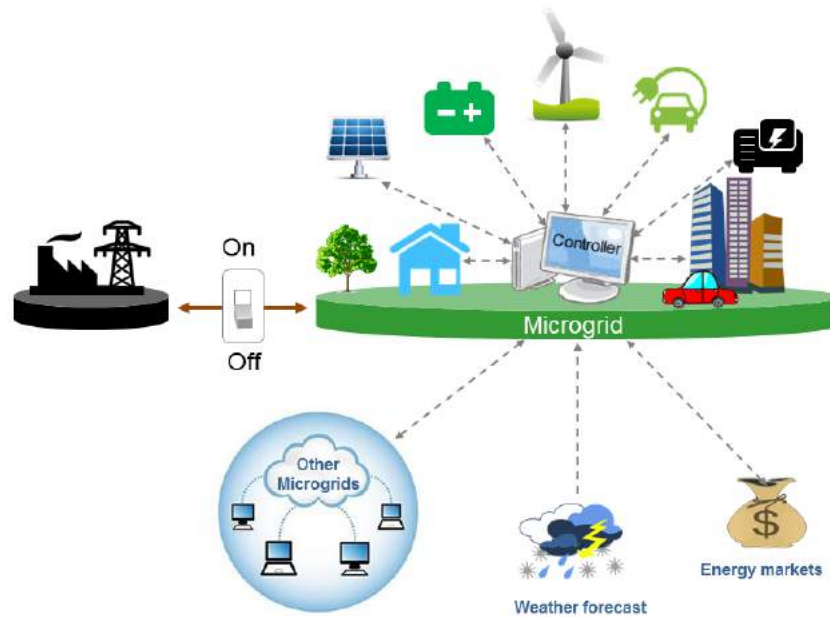 On
Off
Controller
Microgrid
Other
Microgrids
Weather forecast
$
Energy markets